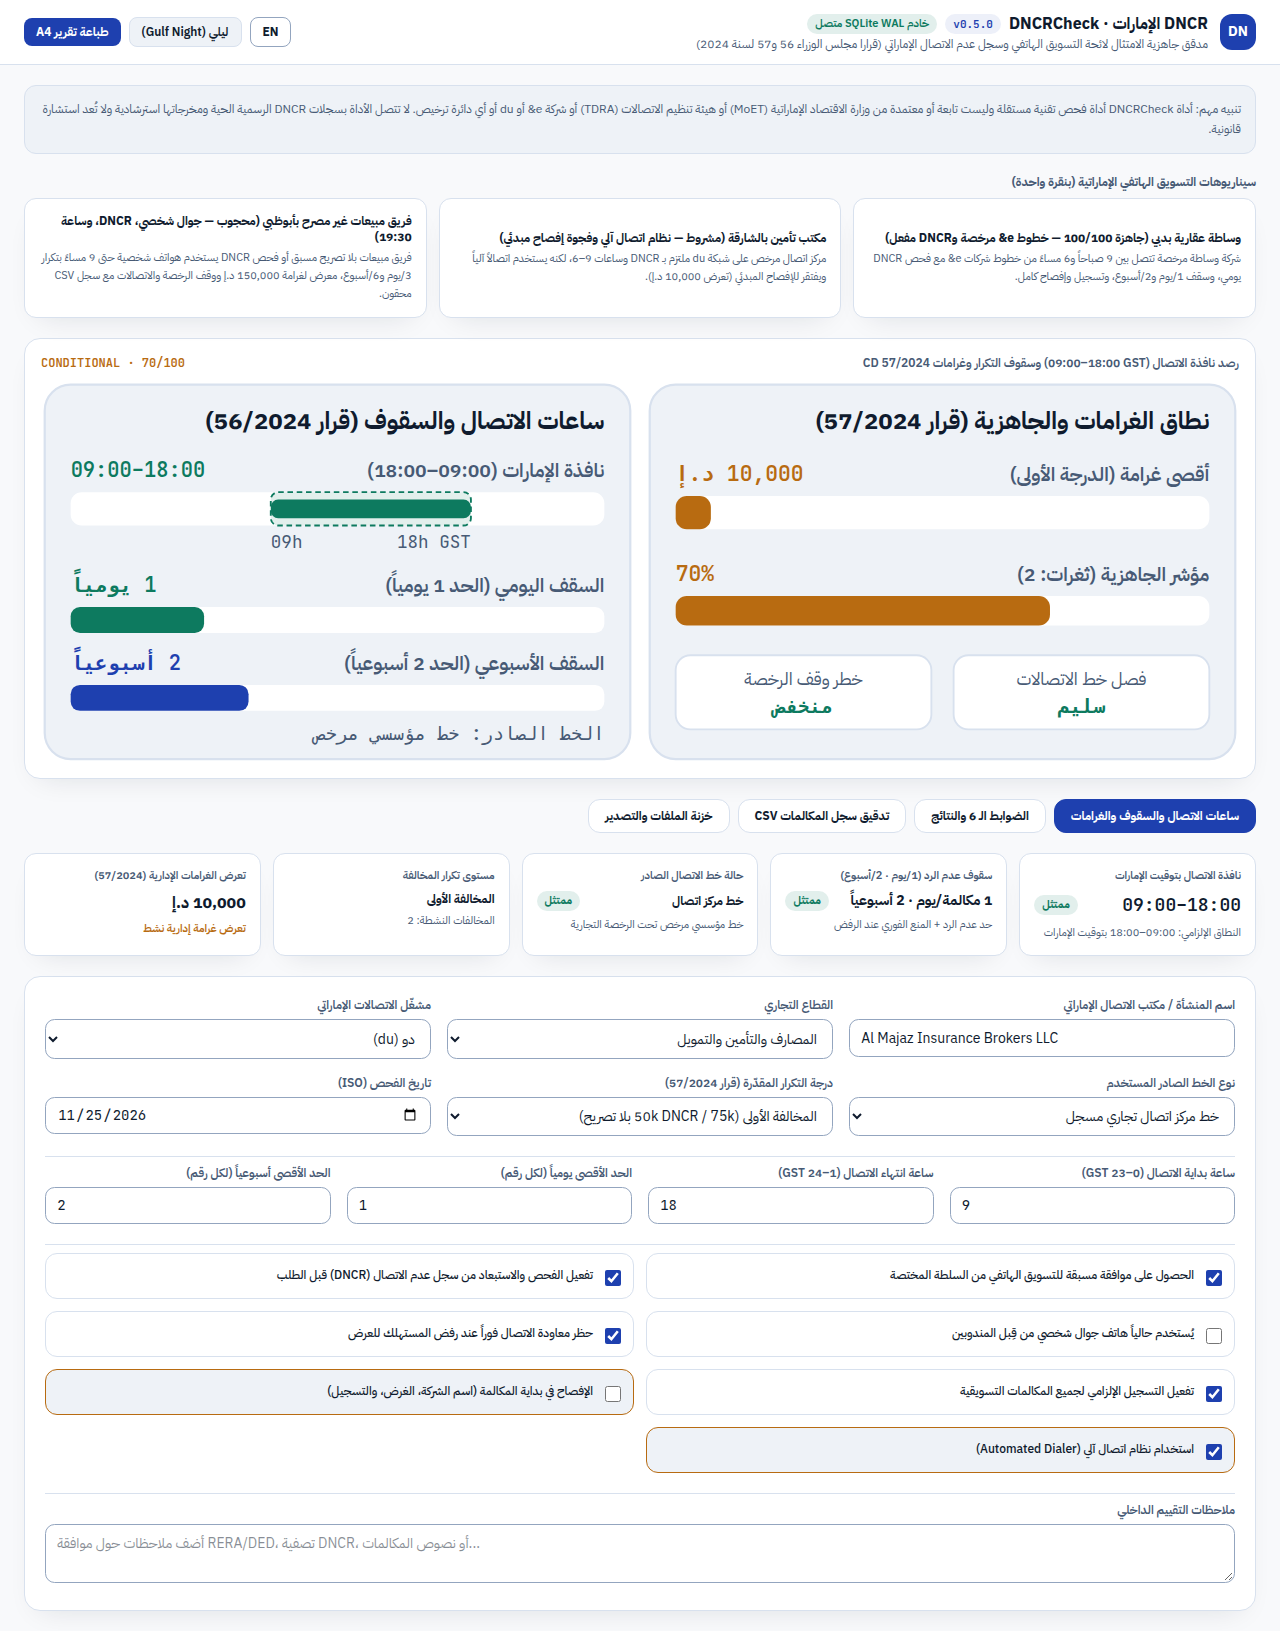 DN
DNCRCheck · الإمارات DNCR
v0.5.0
خادم SQLite WAL متصل
مدقق جاهزية الامتثال للائحة التسويق الهاتفي وسجل عدم الاتصال الإماراتي (قرارا مجلس الوزراء 56 و57 لسنة 2024)
EN
ليلي (Gulf Night)
طباعة تقرير A4
تنبيه مهم: أداة DNCRCheck أداة فحص تقنية مستقلة وليست تابعة أو معتمدة من وزارة الاقتصاد الإماراتية (MoET) أو هيئة تنظيم الاتصالات (TDRA) أو شركة e& أو du أو أي دائرة ترخيص. لا تتصل الأداة بسجلات DNCR الرسمية الحية ومخرجاتها استرشادية ولا تُعد استشارة
قانونية.
سيناريوهات التسويق الهاتفي الإماراتية (بنقرة واحدة)
وساطة عقارية بدبي (جاهزة 100/100 — خطوط e& مرخصة وDNCR مفعل)
شركة وساطة مرخصة تتصل بين 9 صباحاً و6 مساءً من خطوط شركات e& مع فحص DNCR
يومي، وسقف 1/يوم و2/أسبوع، وتسجيل وإفصاح كامل.
مكتب تأمين بالشارقة (مشروط — نظام اتصال آلي وفجوة إفصاح مبدئي)
مركز اتصال مرخص على شبكة du ملتزم بـ DNCR وساعات 9–6، لكنه يستخدم اتصالاً آلياً
ويفتقر للإفصاح المبدئي (تعرض 10,000 د.إ).
فريق مبيعات غير مصرح بأبوظبي (محجوب — جوال شخصي، DNCR، وساعة
19:30)
فريق مبيعات بلا تصريح مسبق أو فحص DNCR يستخدم هواتف شخصية حتى 9 مساءً بتكرار
3/يوم و6/أسبوع، معرض لغرامة 150,000 د.إ ووقف الرخصة والاتصالات مع سجل CSV
محقون.
رصد نافذة الاتصال (09:00–18:00 GST) وسقوف التكرار وغرامات CD 57/2024
CONDITIONAL · 70/100
نطاق الغرامات والجاهزية (قرار 57/2024)
أقصى غرامة (الدرجة الأولى)
10,000 د.إ
مؤشر الجاهزية (ثغرات: 2)
70%
فصل خط الاتصالات
سليم
خطر وقف الرخصة
منخفض
ساعات الاتصال والسقوف (قرار 56/2024)
نافذة الإمارات (09:00–18:00)
09:00–18:00
09h
18h GST
السقف اليومي (الحد 1 يومياً)
1 يومياً
السقف الأسبوعي (الحد 2 أسبوعياً)
2 أسبوعياً
الخط الصادر: خط مؤسسي مرخص
ساعات الاتصال والسقوف والغرامات
الضوابط الـ 6 والنتائج
تدقيق سجل المكالمات CSV
خزنة الملفات والتصدير
نافذة الاتصال بتوقيت الإمارات
09:00–18:00
ممتثل
النطاق الإلزامي: 09:00–18:00 بتوقيت الإمارات
سقوف عدم الرد (1/يوم · 2/أسبوع)
1 مكالمة/يوم · 2 أسبوعياً
ممتثل
حد عدم الرد + المنع الفوري عند الرفض
حالة خط الاتصال الصادر
خط مركز اتصال
ممتثل
خط مؤسسي مرخص تحت الرخصة التجارية
مستوى تكرار المخالفة
المخالفة الأولى
المخالفات النشطة: 2
تعرض الغرامات الإدارية (57/2024)
10,000 د.إ
تعرض غرامة إدارية نشط
اسم المنشأة / مكتب الاتصال الإماراتي
Al Majaz Insurance Brokers LLC
القطاع التجاري
المصارف والتأمين والتمويل
مشغّل الاتصالات الإماراتي
دو (du)
نوع الخط الصادر المستخدم
خط مركز اتصال تجاري مسجل
درجة التكرار المقدّرة (قرار 57/2024)
المخالفة الأولى (50k DNCR / 75k بلا تصريح)
تاريخ الفحص (ISO)
11/25/2026
ساعة بداية الاتصال (0–23 GST)
9
ساعة انتهاء الاتصال (1–24 GST)
18
الحد الأقصى يومياً (لكل رقم)
1
الحد الأقصى أسبوعياً (لكل رقم)
2
الحصول على موافقة مسبقة للتسويق الهاتفي من السلطة المختصة
تفعيل الفحص والاستبعاد من سجل عدم الاتصال (DNCR) قبل الطلب
يُستخدم حالياً هاتف جوال شخصي من قِبل المندوبين
حظر معاودة الاتصال فوراً عند رفض المستهلك للعرض
تفعيل التسجيل الإلزامي لجميع المكالمات التسويقية
الإفصاح في بداية المكالمة (اسم الشركة، الغرض، والتسجيل)
استخدام نظام اتصال آلي (Automated Dialer)
ملاحظات التقييم الداخلي
أضف ملاحظات حول موافقة RERA/DED، تصفية DNCR، أو نصوص المكالمات...